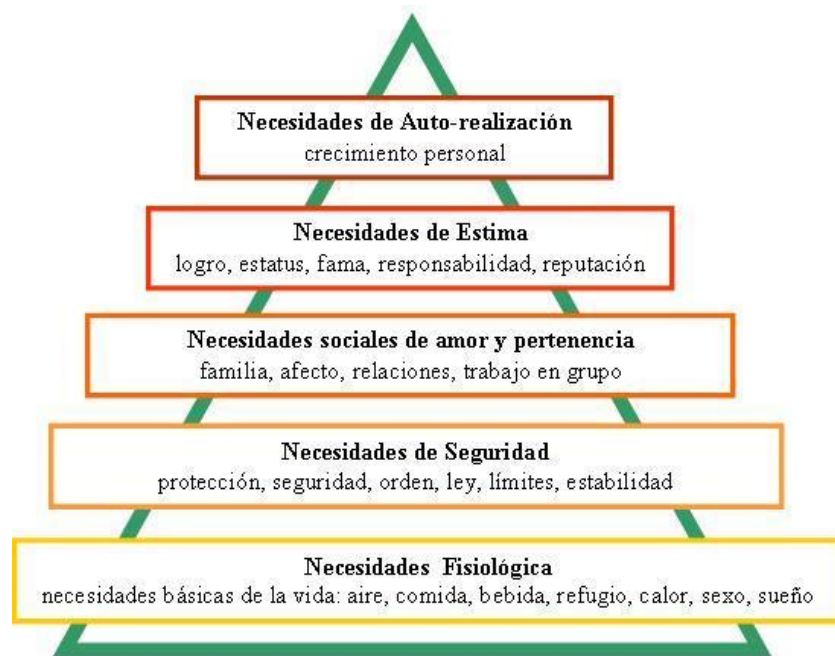 Necesidades de Auto-realización
crecimiento personal
Necesidades de Estima
logro, estatus, fama, responsabilidad, reputación
Necesidades sociales de amor y pertenencia
familia, afecto, relaciones, trabajo en grupo
Necesidades de Seguridad
protección, seguridad, orden, ley, límites, estabilidad
Necesidades Fisiológica
necesidades básicas de la vida: aire, comida, bebida, refugio, calor, sexo, sueño